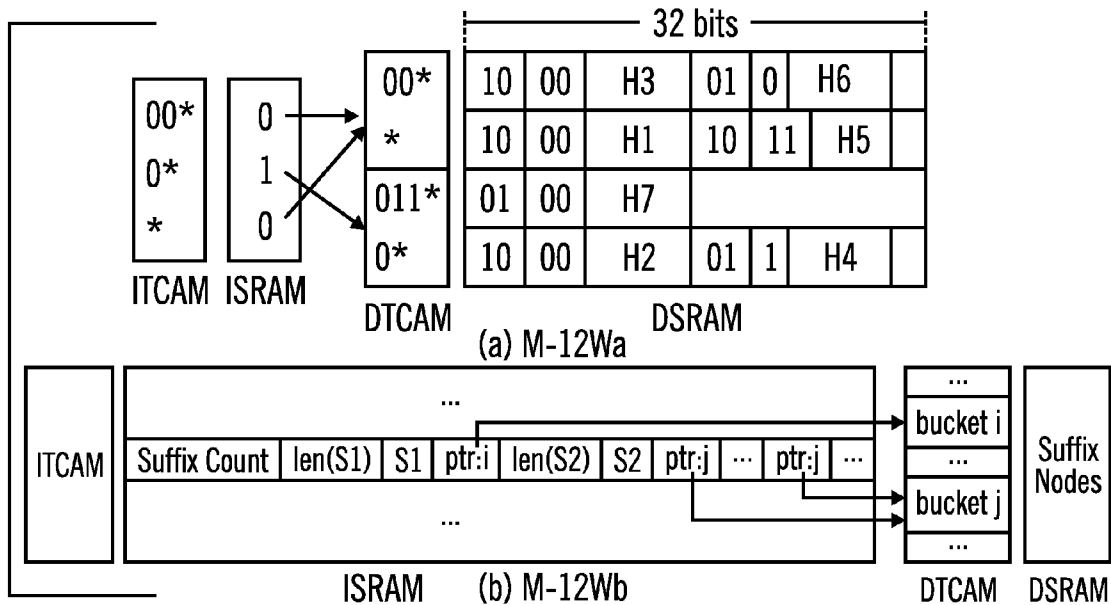 32 bits
00* 10 00 H3 01 0 H6
00* 0 * 10 00 H1 10 11 H5
0* 1 011* 01 00 H7
* 0 0* 10 00 H2 01 1 H4
ITCAM ISRAM DTCAM DSRAM
(a) M-12Wa
... ...
bucket i
ITCAM Suffix Count len(S1) S1 ptr:i len(S2) S2 ptr:j ... ptr:j ... ... Suffix
Nodes
bucket j
... ...
ISRAM (b) M-12Wb DTCAM DSRAM